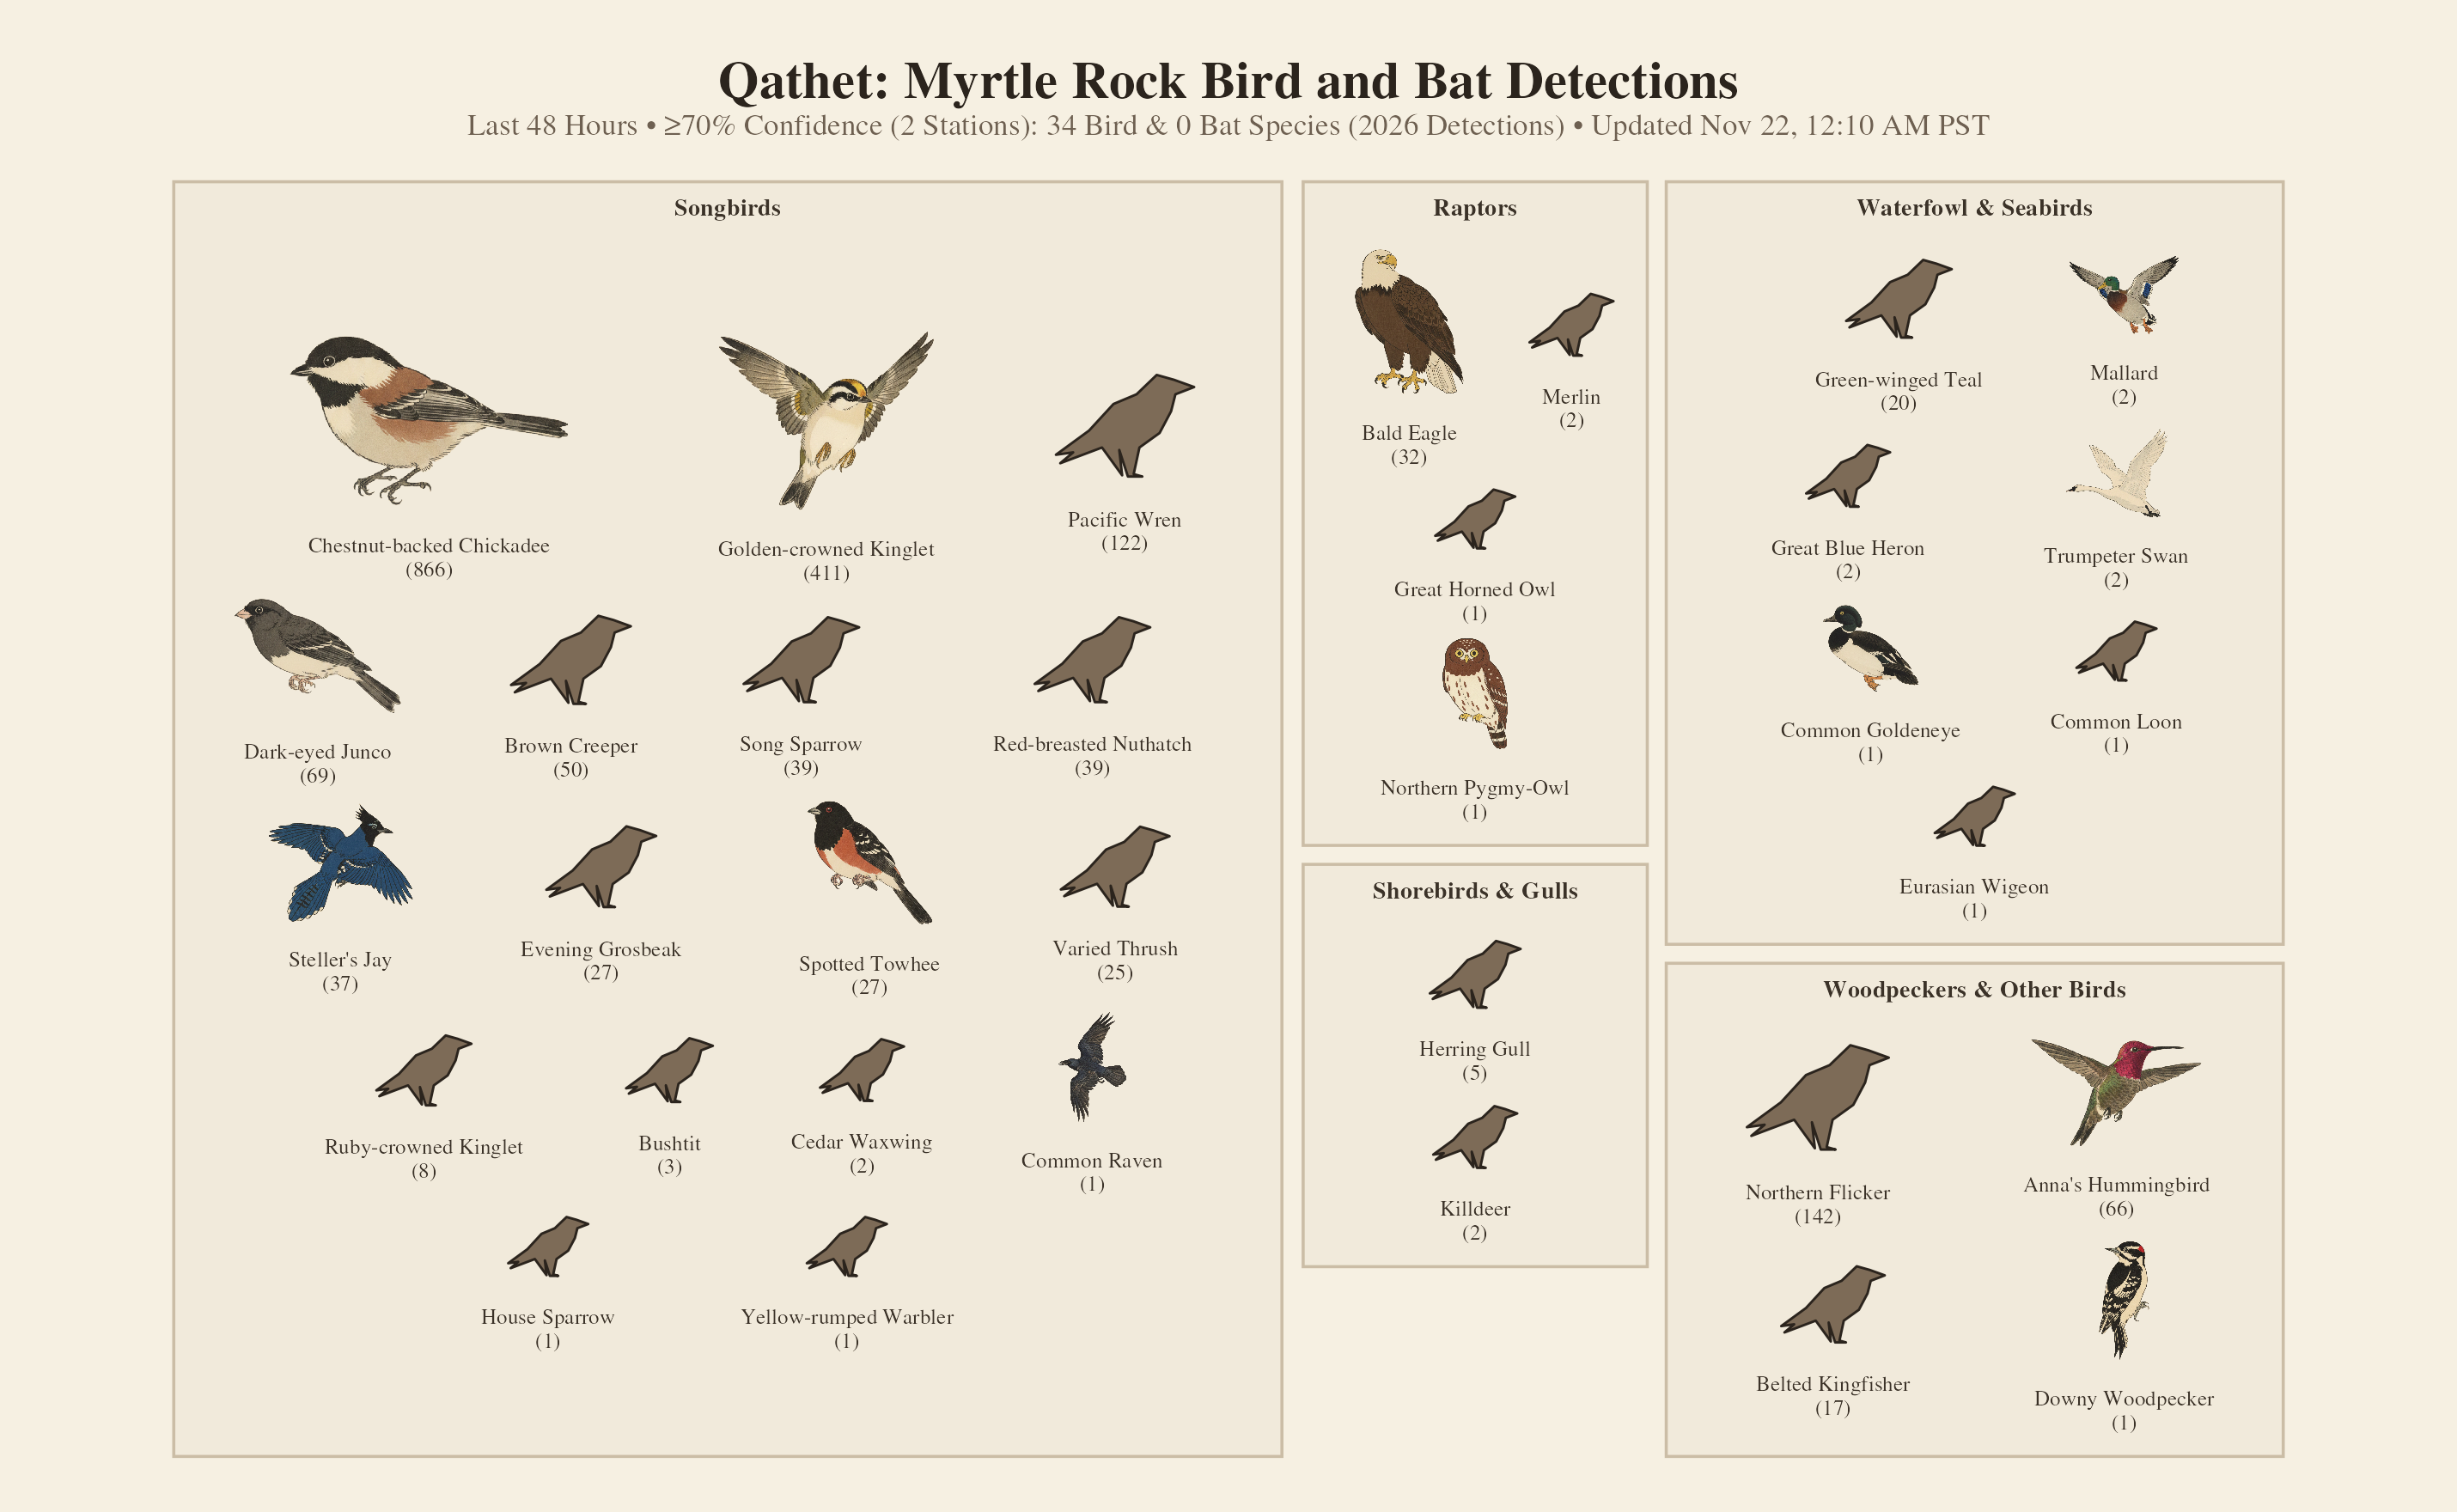 Qathet: Myrtle Rock Bird and Bat Detections
Last 48 Hours • ≥70% Confidence (2 Stations): 34 Bird & 0 Bat Species (2026 Detections) • Updated Nov 22, 12:10 AM PST
Songbirds
Chestnut-backed Chickadee
(866)
Golden-crowned Kinglet
(411)
Pacific Wren
(122)
Dark-eyed Junco
(69)
Brown Creeper
(50)
Song Sparrow
(39)
Red-breasted Nuthatch
(39)
Steller's Jay
(37)
Evening Grosbeak
(27)
Spotted Towhee
(27)
Varied Thrush
(25)
Ruby-crowned Kinglet
(8)
Bushtit
(3)
Cedar Waxwing
(2)
Common Raven
(1)
House Sparrow
(1)
Yellow-rumped Warbler
(1)
Raptors
Bald Eagle
(32)
Merlin
(2)
Great Horned Owl
(1)
Northern Pygmy-Owl
(1)
Shorebirds & Gulls
Herring Gull
(5)
Killdeer
(2)
Waterfowl & Seabirds
Green-winged Teal
(20)
Mallard
(2)
Great Blue Heron
(2)
Trumpeter Swan
(2)
Common Goldeneye
(1)
Common Loon
(1)
Eurasian Wigeon
(1)
Woodpeckers & Other Birds
Northern Flicker
(142)
Anna's Hummingbird
(66)
Belted Kingfisher
(17)
Downy Woodpecker
(1)